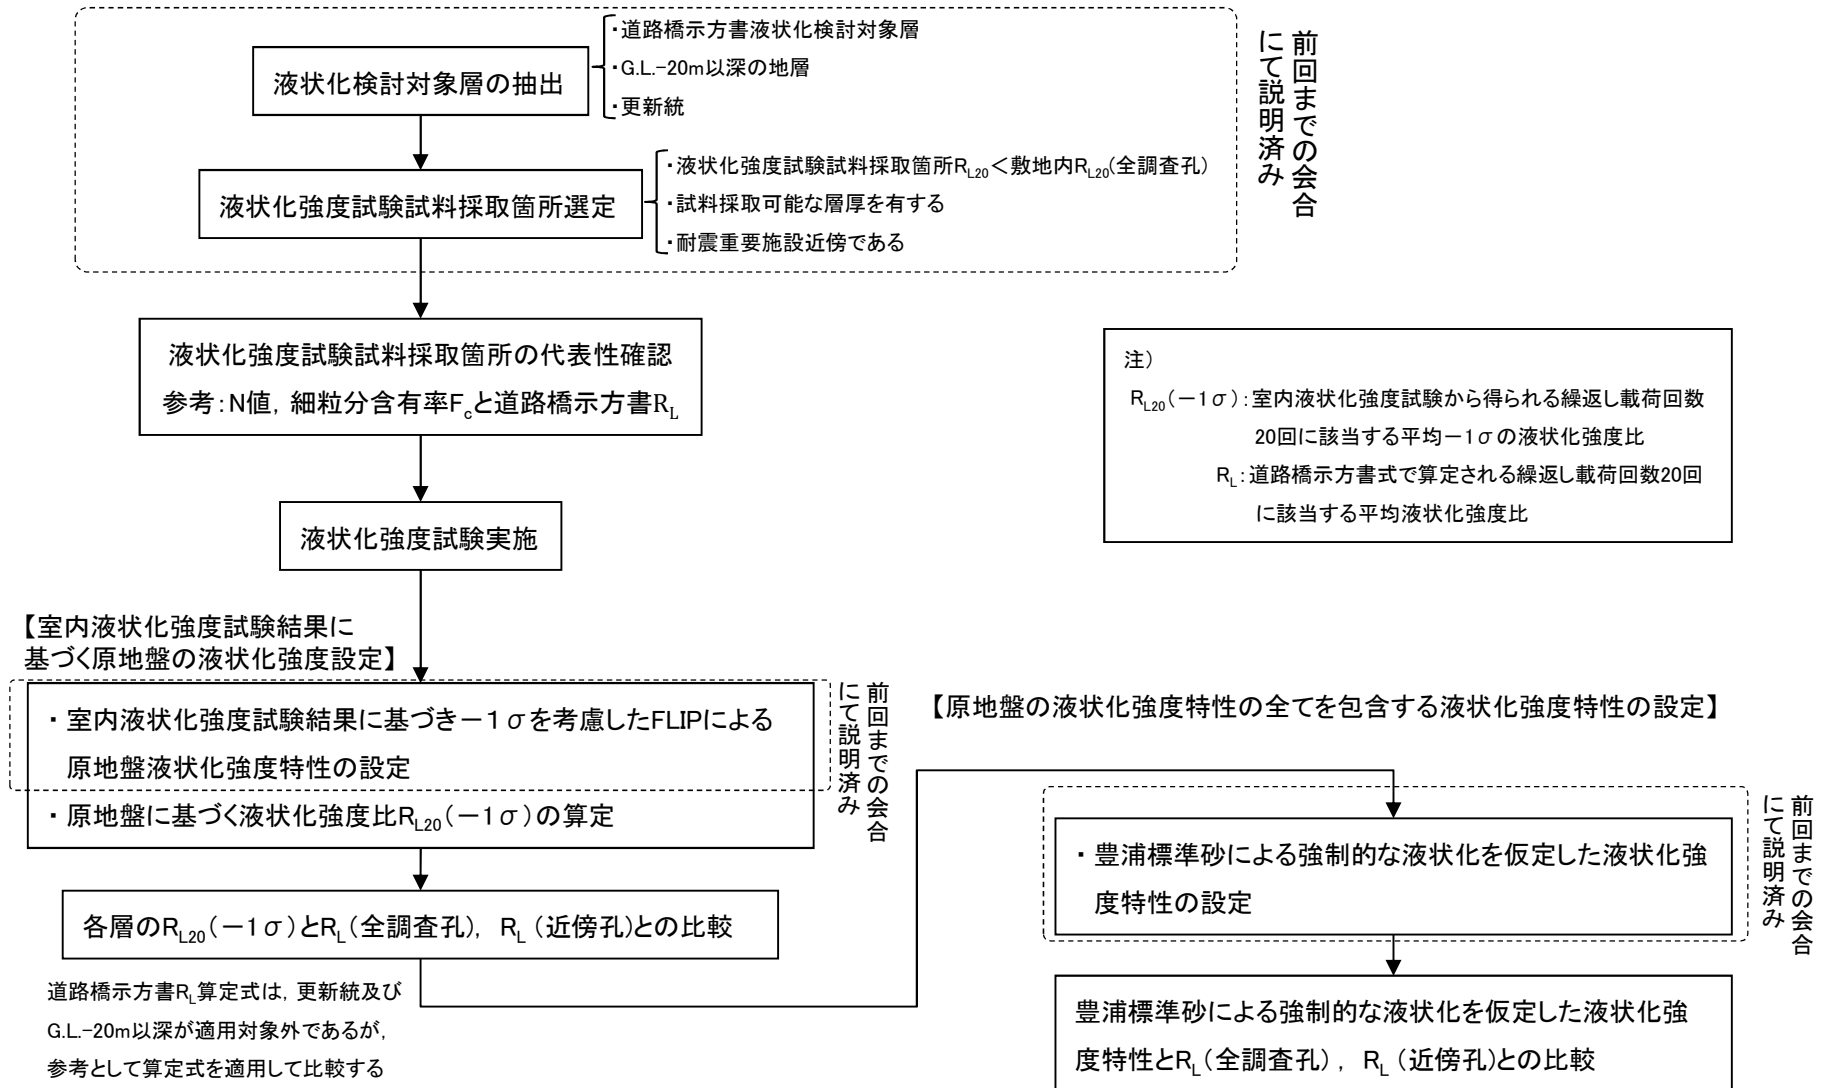 液状化検討対象層の抽出
・道路橋示方書液状化検討対象層
・G.L.-20m以深の地層
・更新統
液状化強度試験試料採取箇所選定
・液状化強度試験試料採取箇所RL20<敷地内RL20(全調査孔)
・試料採取可能な層厚を有する
・耐震重要施設近傍である
前回までの会合
にて説明済み
液状化強度試験試料採取箇所の代表性確認
参考:N値, 細粒分含有率Fcと道路橋示方書RL
注)
RL20(-1σ):室内液状化強度試験から得られる繰返し載荷回数
20回に該当する平均-1σの液状化強度比
RL:道路橋示方書式で算定される繰返し載荷回数20回
に該当する平均液状化強度比
液状化強度試験実施
【室内液状化強度試験結果に
基づく原地盤の液状化強度設定】
・室内液状化強度試験結果に基づき-1σを考慮したFLIPによる
原地盤液状化強度特性の設定
・原地盤に基づく液状化強度比RL20(-1σ)の算定
前回までの会合
にて説明済み
各層のRL20(-1σ)とRL(全調査孔), RL (近傍孔)との比較
道路橋示方書RL算定式は, 更新統及び
G.L.-20m以深が適用対象外であるが,
参考として算定式を適用して比較する
【原地盤の液状化強度特性の全てを包含する液状化強度特性の設定】
・豊浦標準砂による強制的な液状化を仮定した液状化強
度特性の設定
前回までの会合
にて説明済み
豊浦標準砂による強制的な液状化を仮定した液状化強
度特性とRL(全調査孔), RL (近傍孔)との比較